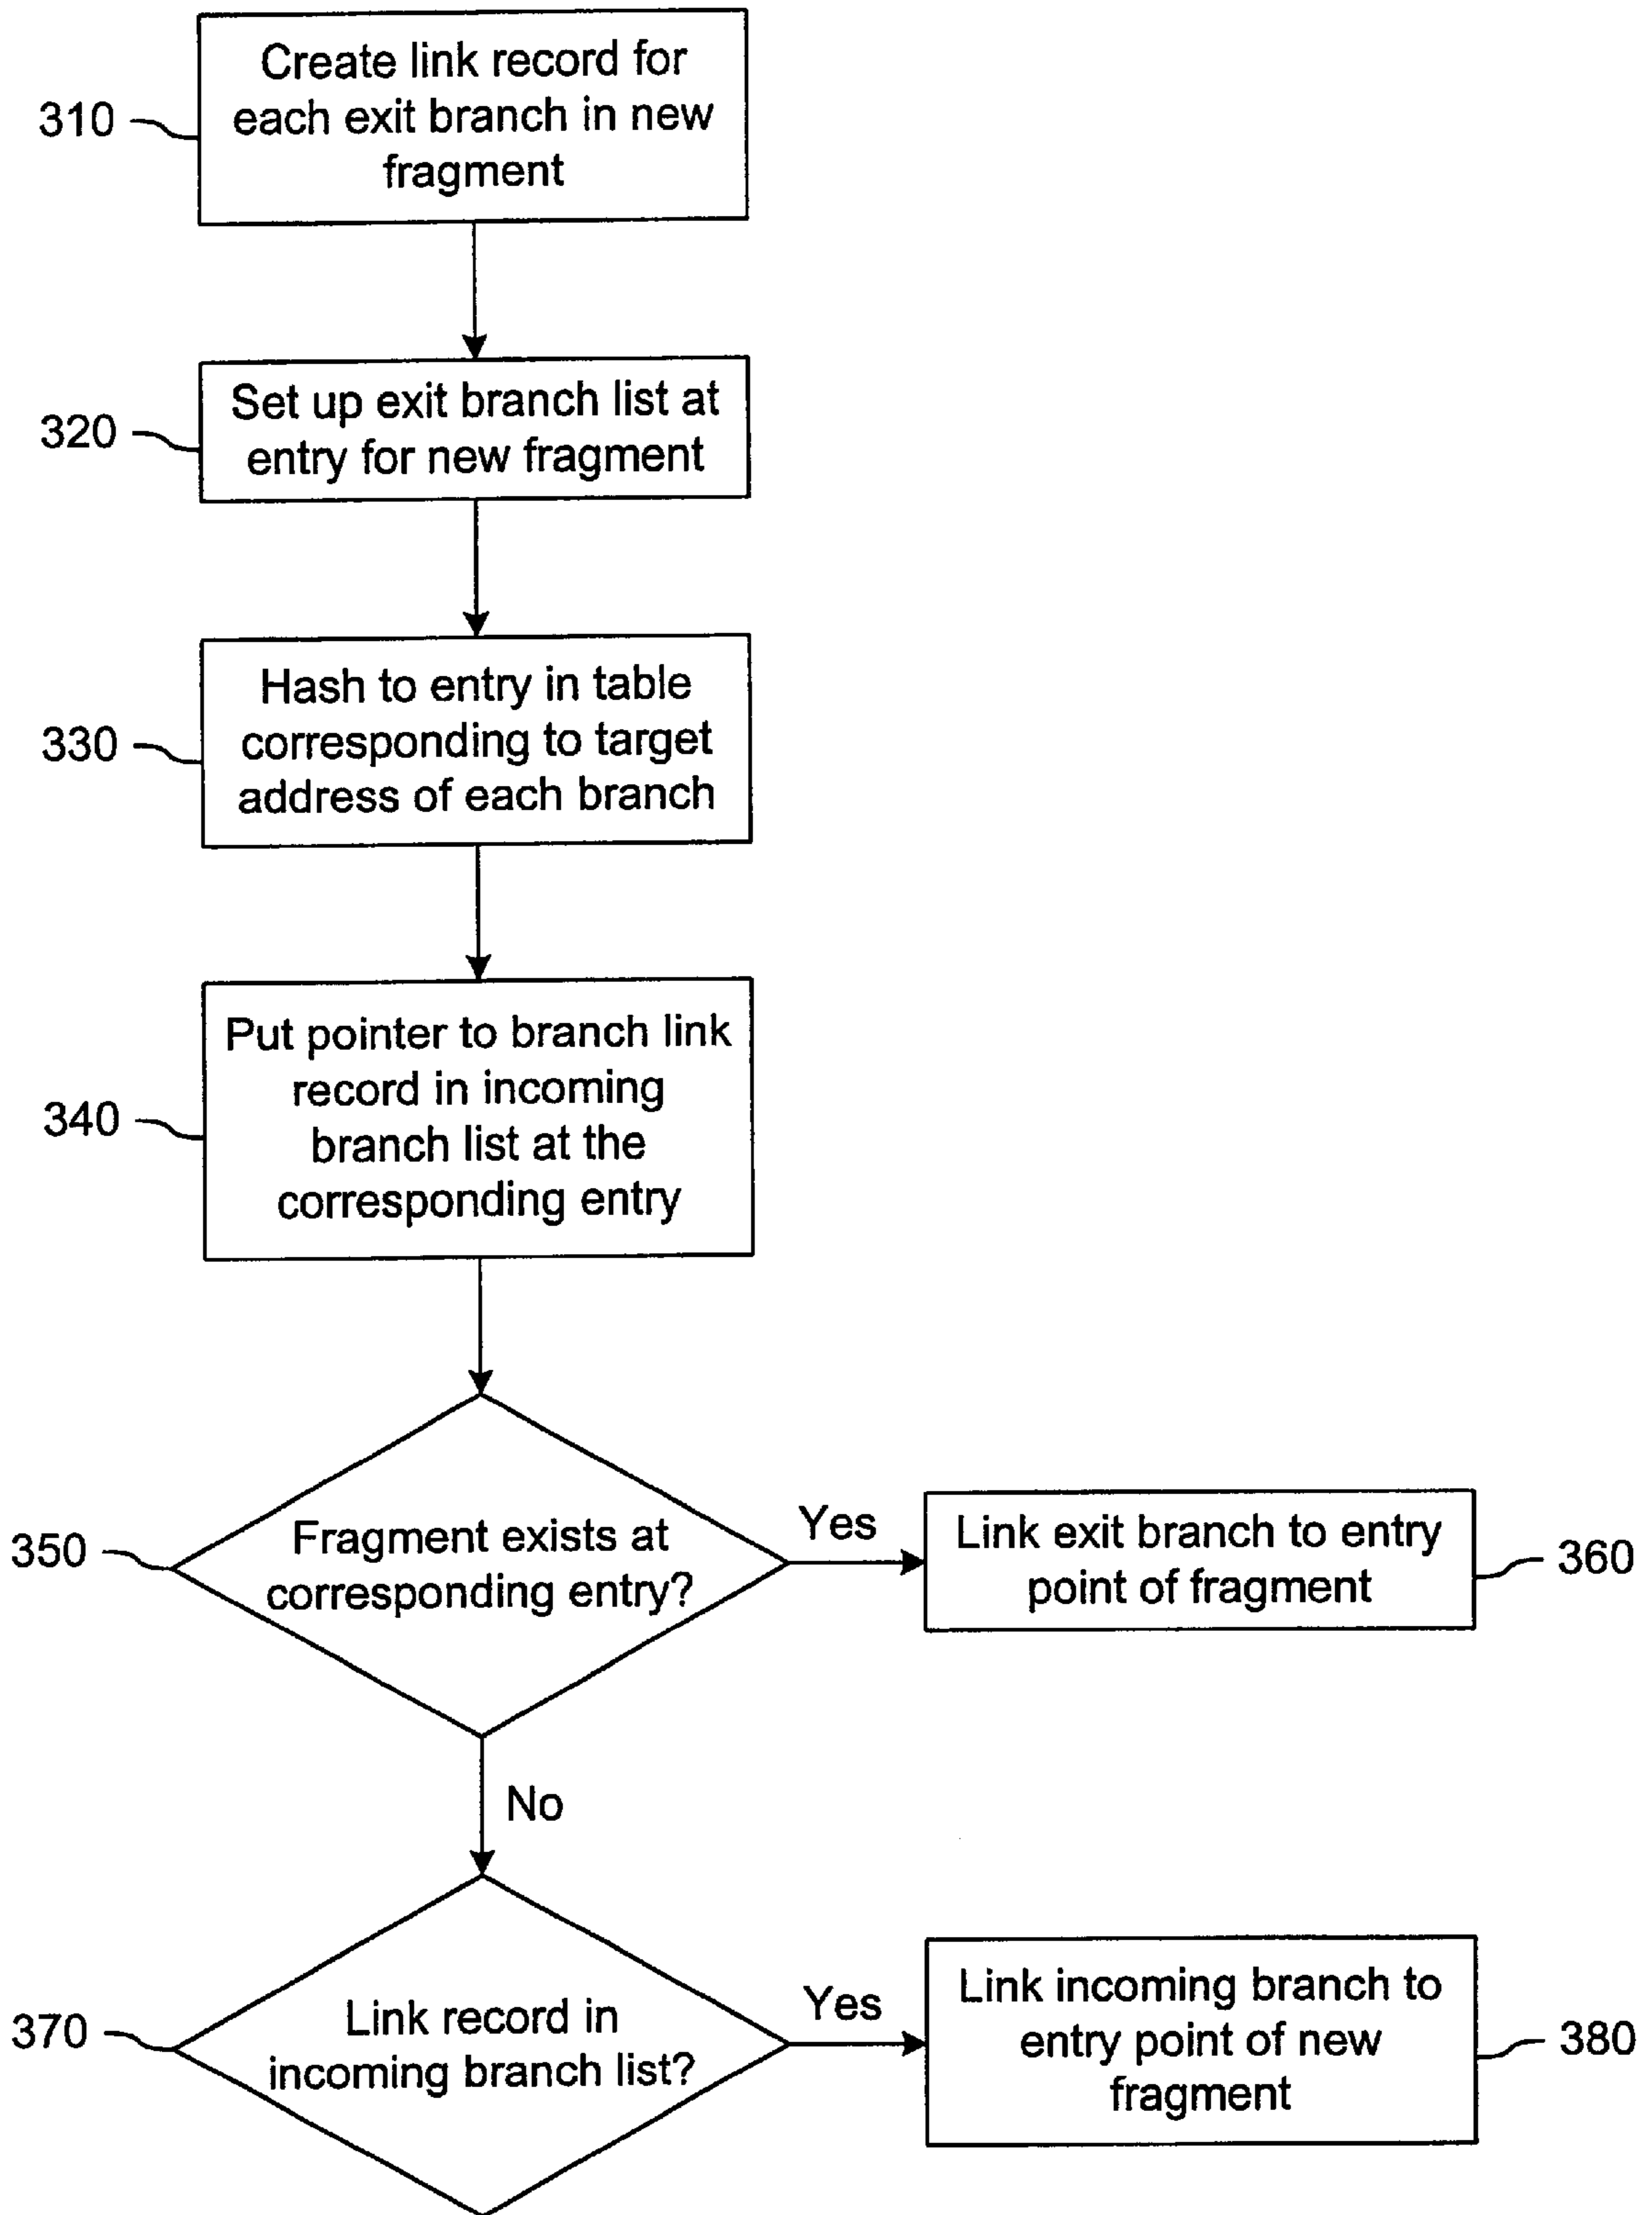 310
Create link record for
each exit branch in new
fragment
320
Set up exit branch list at
entry for new fragment
330
Hash to entry in table
corresponding to target
address of each branch
340
Put pointer to branch link
record in incoming
branch list at the
corresponding entry
350
Fragment exists at
corresponding entry?
Yes
Link exit branch to entry
point of fragment
360
No
370
Link record in
incoming branch list?
Yes
Link incoming branch to
entry point of new
fragment
380